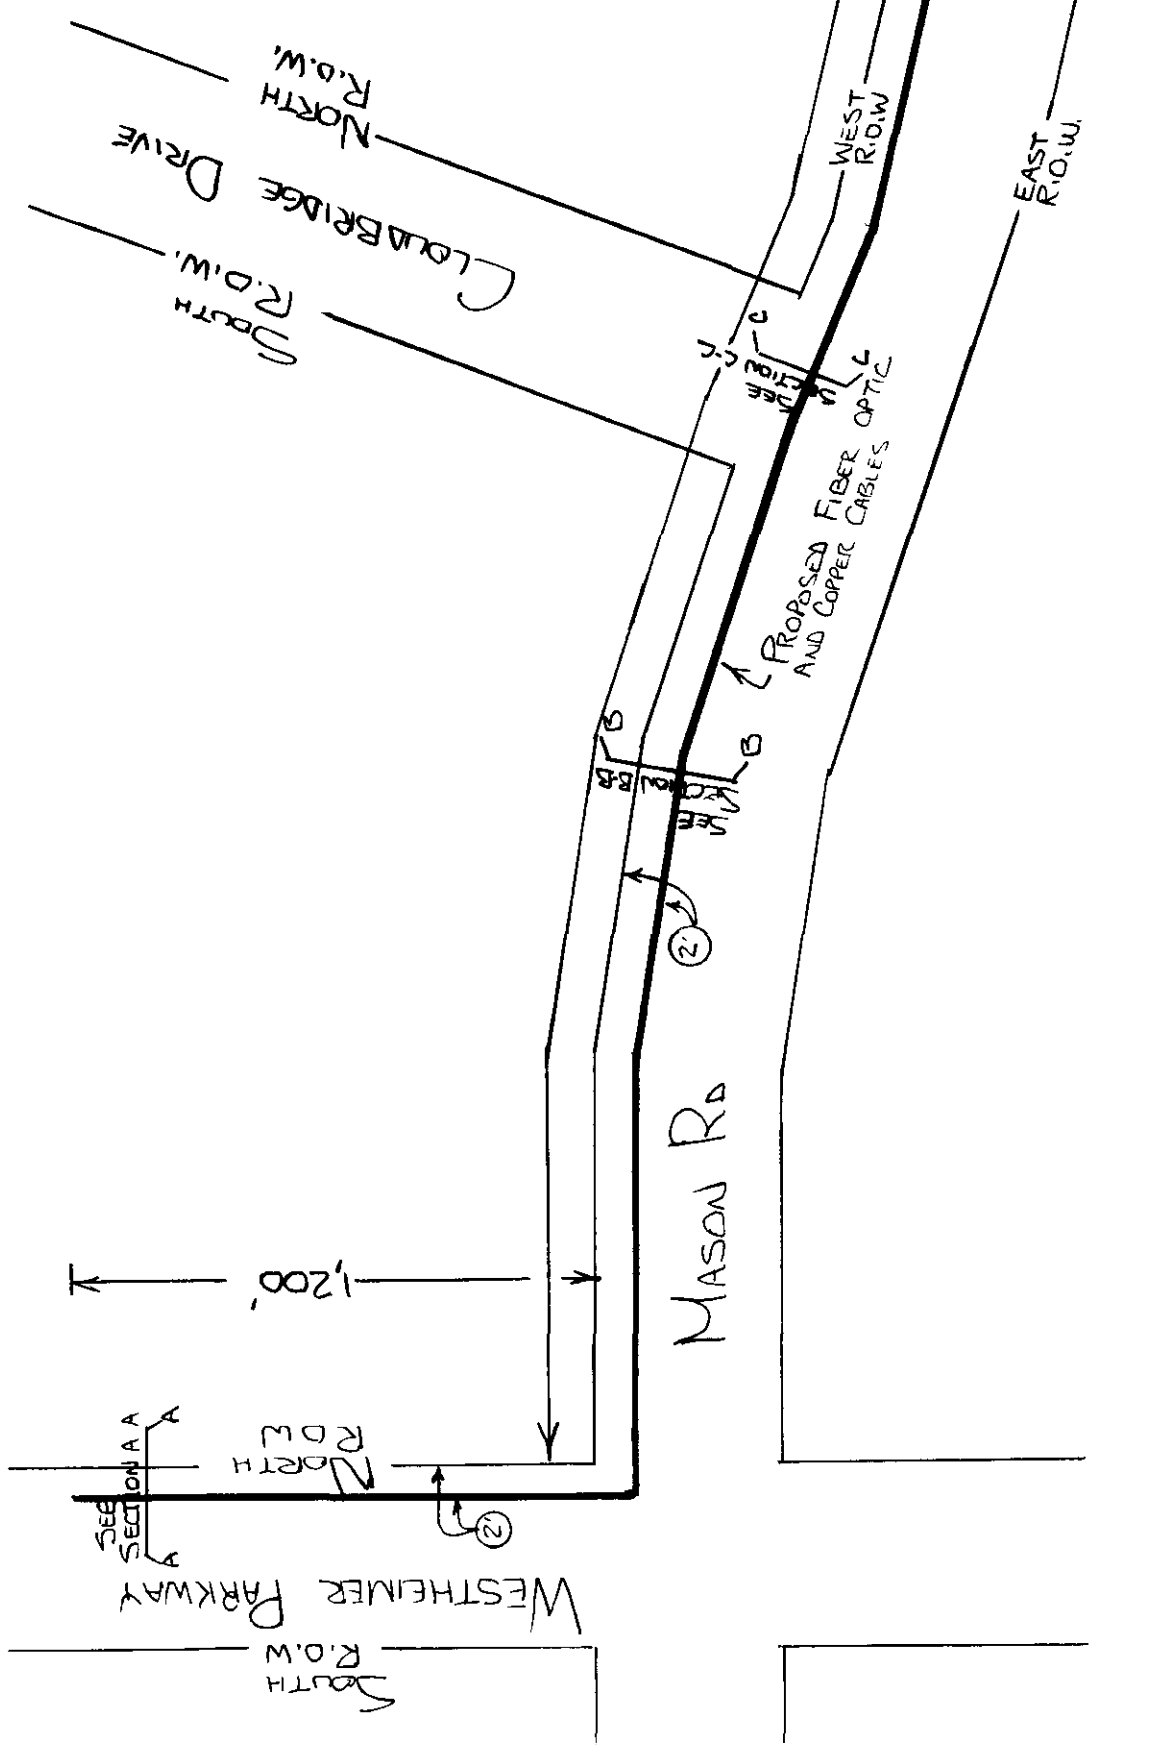 NORTH
R.O.W.
CLOUDBRIDGE DRIVE
SOUTH
R.O.W.
WEST
R.O.W
EAST
R.O.W.
C
SEE
SECTION C-C
C
PROPOSED FIBER OPTIC
AND COPPER CABLES
B
SEE
SECTION B-B
B
2'
MASON RD
1,200'
NORTH
ROW
SEE
SECTION A A
A
A
2'
WESTHEIMER PARKWAY
SOUTH
R.O.W